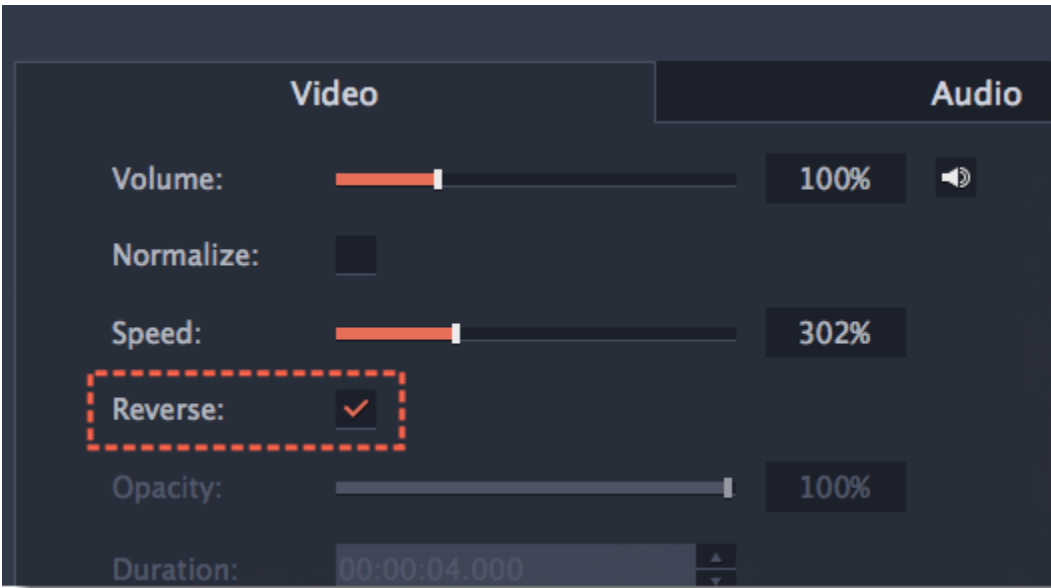 Video Audio
Volume: 100%
Normalize:
Speed: 302%
Reverse:
Opacity: 100%
Duration: 00:00:04.000